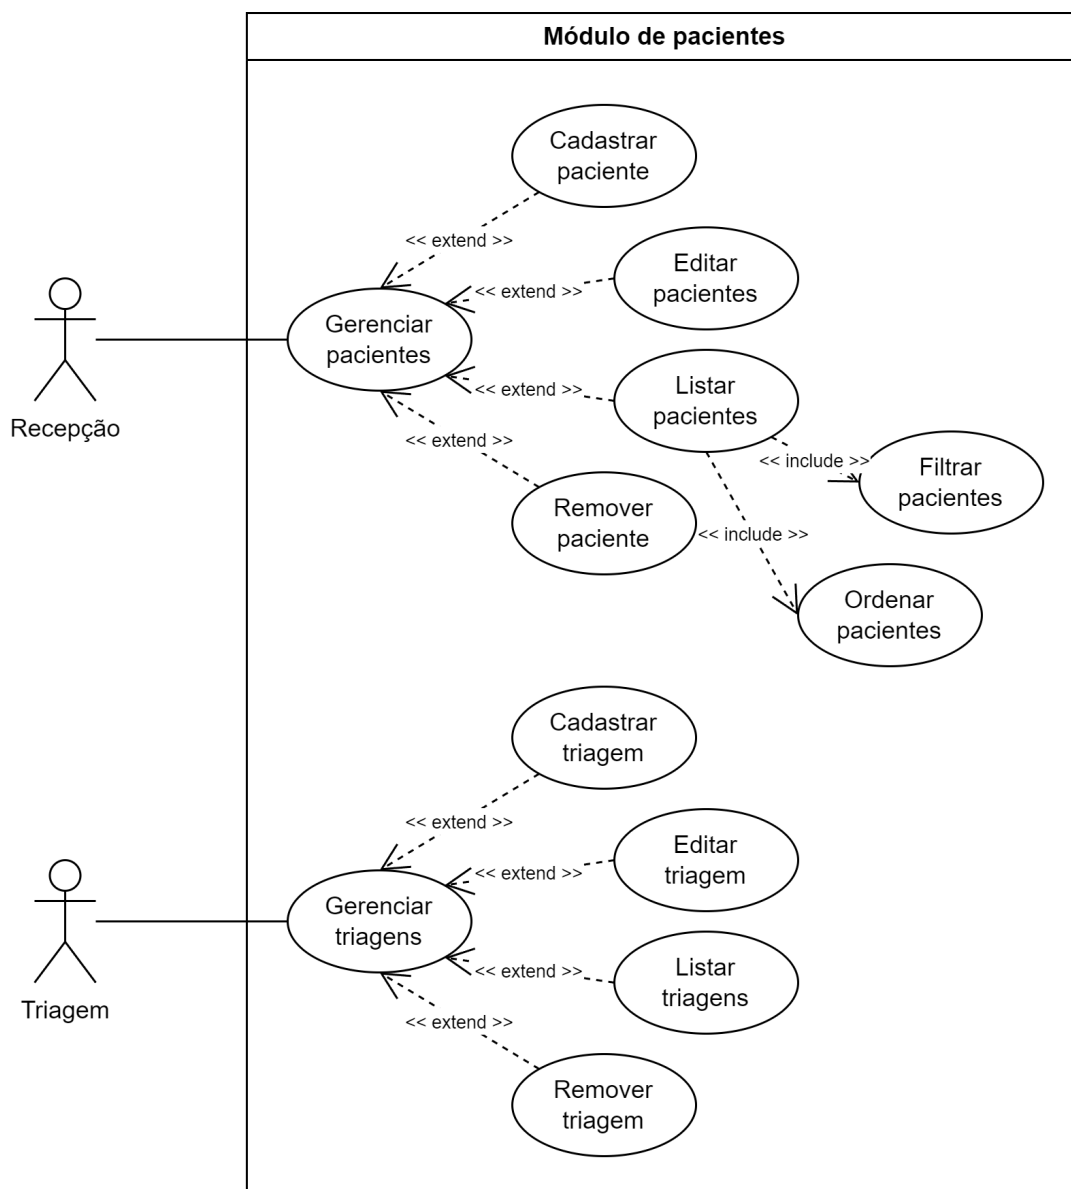 Módulo de pacientes
Cadastrar
paciente
<< extend >>
Editar
pacientes
<< extend >>
Gerenciar
pacientes
Recepção
Listar
pacientes
<< extend >>
<< extend >>
<< include >>
Filtrar
pacientes
Remover
paciente
<< include >>
Ordenar
pacientes
Cadastrar
triagem
<< extend >>
Editar
triagem
<< extend >>
Gerenciar
triagens
Triagem
Listar
triagens
<< extend >>
<< extend >>
Remover
triagem